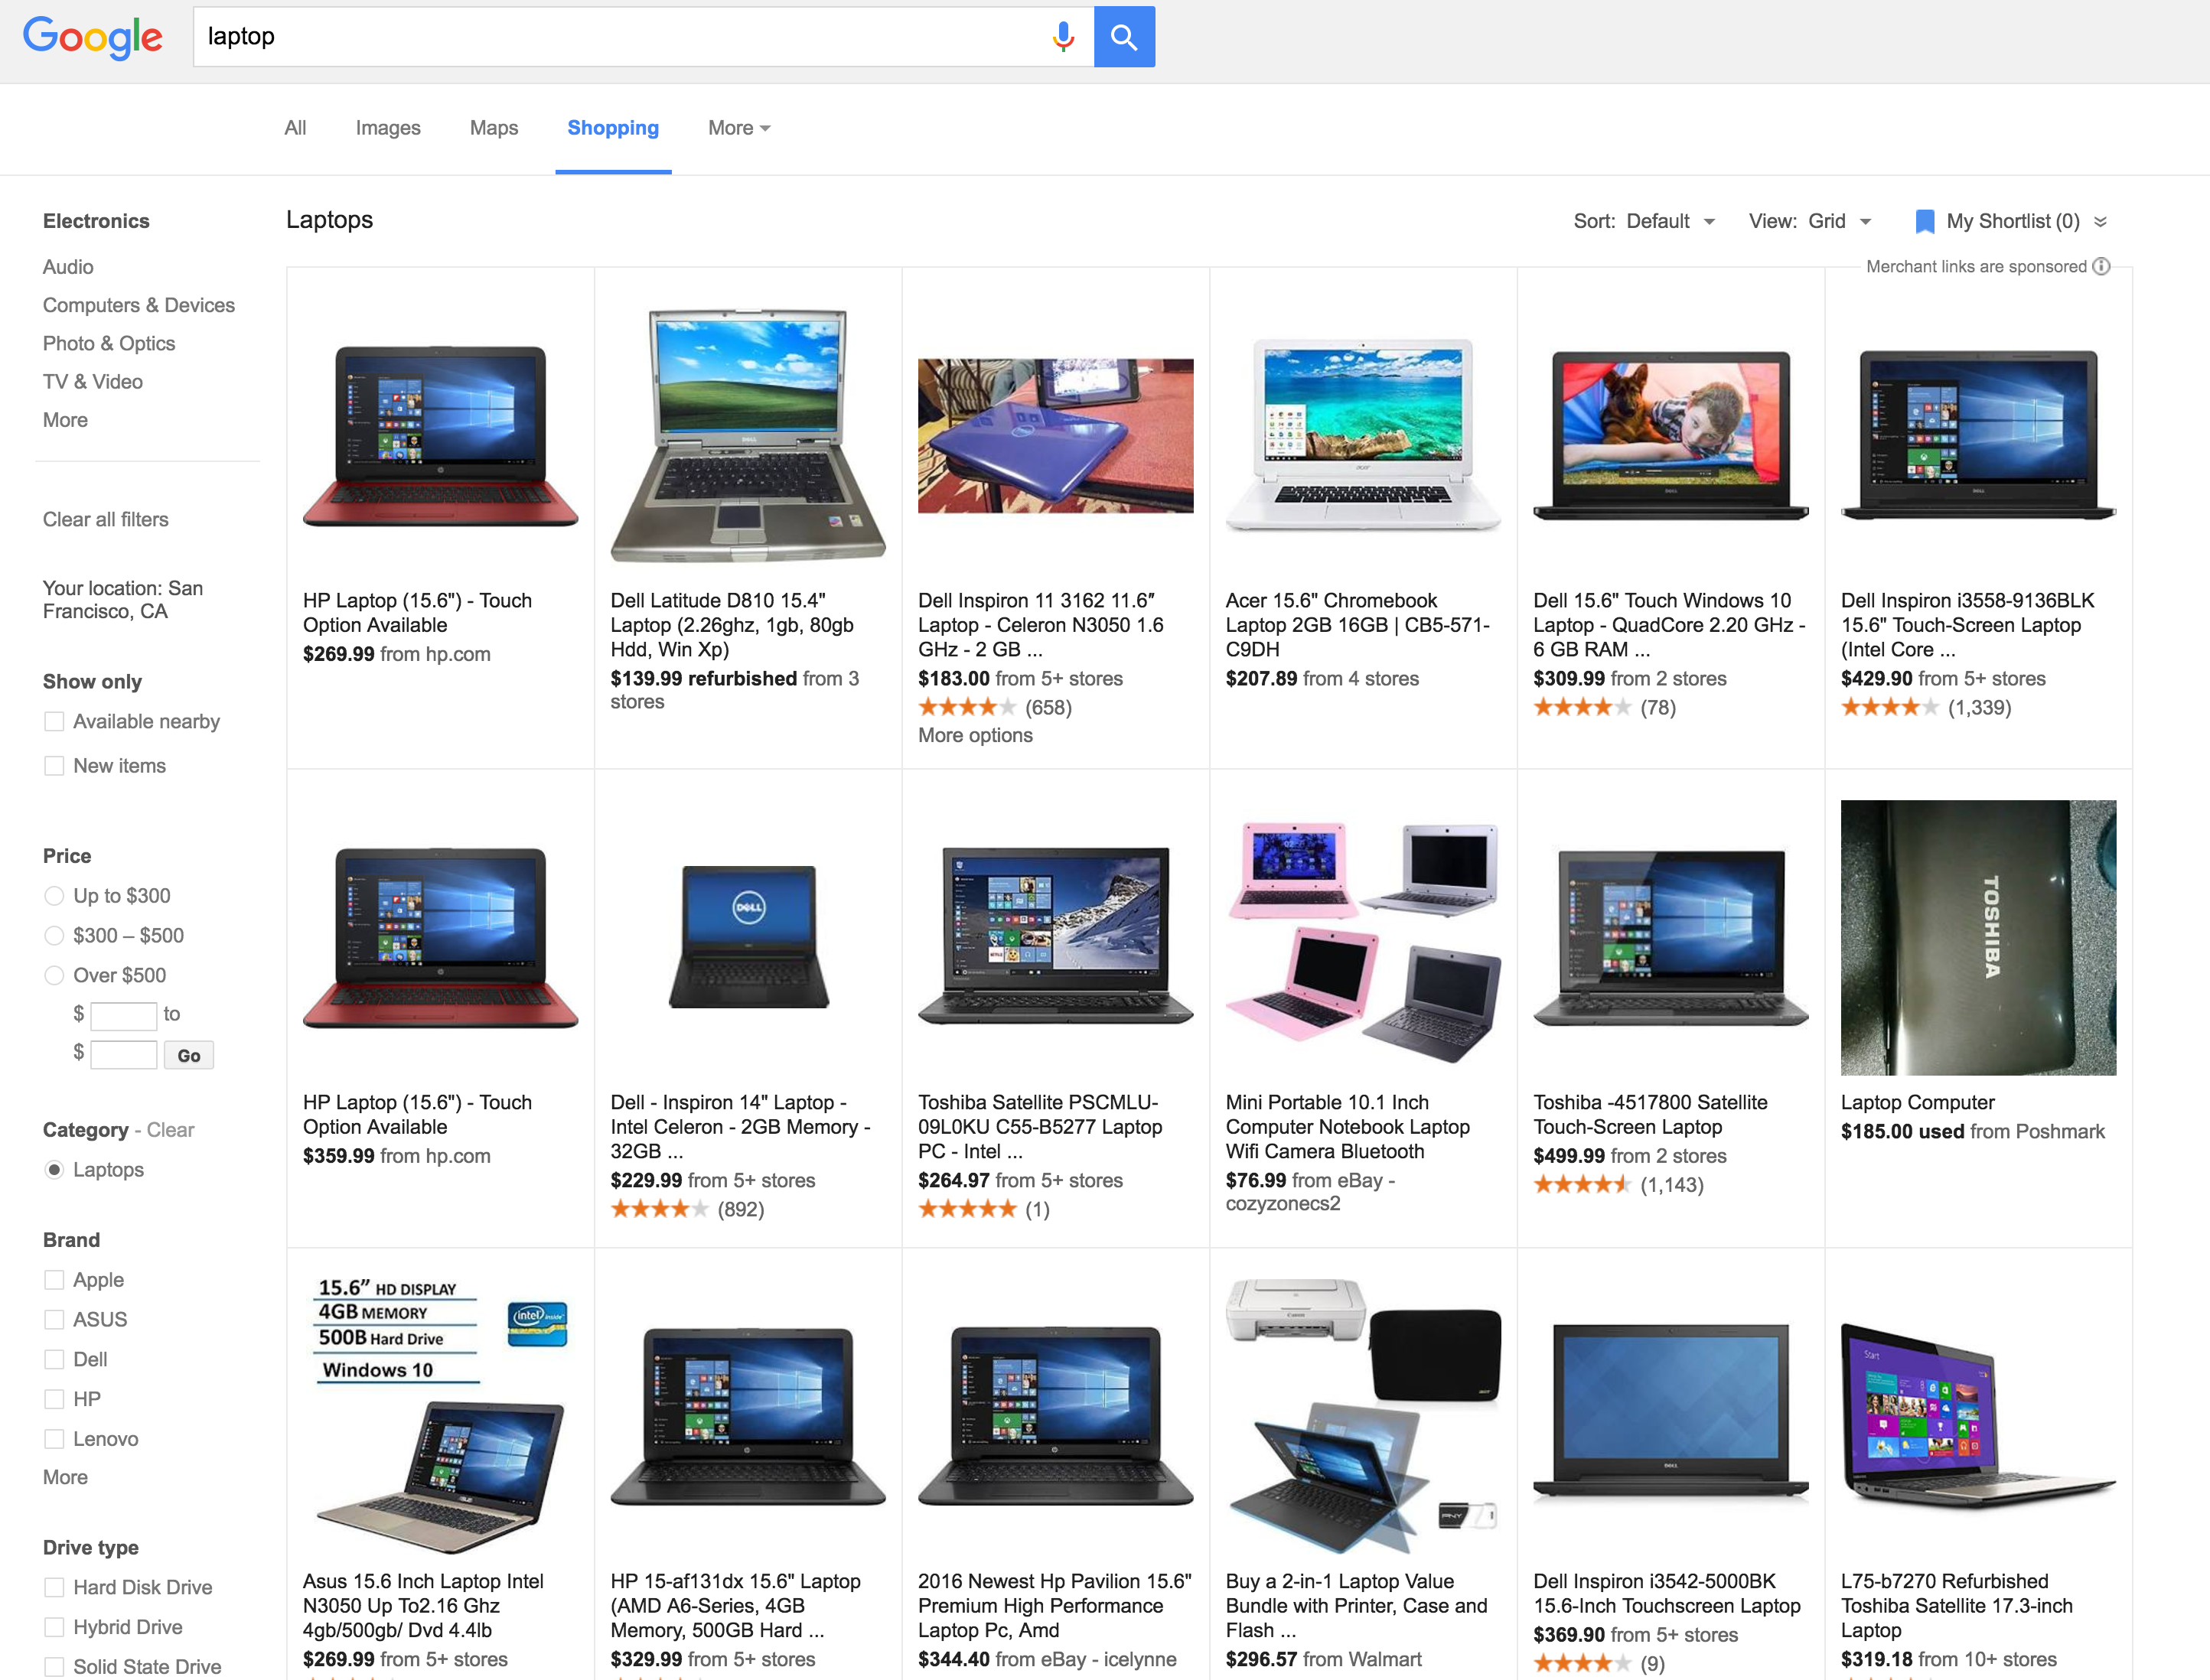 Google
laptop
All Images Maps Shopping More
Electronics
Audio
Computers & Devices
Photo & Optics
TV & Video
More
Clear all filters
Your location: San
Francisco, CA
Show only
Available nearby
New items
Price
Up to $300
$300 – $500
Over $500
$ to
$ Go
Category - Clear
Laptops
Brand
Apple
ASUS
Dell
HP
Lenovo
More
Drive type
Hard Disk Drive
Hybrid Drive
Solid State Drive
Laptops
Sort: Default View: Grid My Shortlist (0)
Merchant links are sponsored
HP Laptop (15.6") - Touch
Option Available
$269.99 from hp.com
DELL
Dell Latitude D810 15.4"
Laptop (2.26ghz, 1gb, 80gb
Hdd, Win Xp)
$139.99 refurbished from 3
stores
Dell Inspiron 11 3162 11.6″
Laptop - Celeron N3050 1.6
GHz - 2 GB ...
$183.00 from 5+ stores
(658)
More options
acer
Acer 15.6" Chromebook
Laptop 2GB 16GB | CB5-571-
C9DH
$207.89 from 4 stores
DELL
Dell 15.6" Touch Windows 10
Laptop - QuadCore 2.20 GHz -
6 GB RAM ...
$309.99 from 2 stores
(78)
DELL
Dell Inspiron i3558-9136BLK
15.6" Touch-Screen Laptop
(Intel Core ...
$429.90 from 5+ stores
(1,339)
HP Laptop (15.6") - Touch
Option Available
$359.99 from hp.com
DELL
Dell - Inspiron 14" Laptop -
Intel Celeron - 2GB Memory -
32GB ...
$229.99 from 5+ stores
(892)
Toshiba Satellite PSCMLU-
09L0KU C55-B5277 Laptop
PC - Intel ...
$264.97 from 5+ stores
(1)
Mini Portable 10.1 Inch
Computer Notebook Laptop
Wifi Camera Bluetooth
$76.99 from eBay -
cozyzonecs2
Toshiba -4517800 Satellite
Touch-Screen Laptop
$499.99 from 2 stores
(1,143)
TOSHIBA
Laptop Computer
$185.00 used from Poshmark
15.6” HD DISPLAY
4GB MEMORY
500B Hard Drive
Windows 10
intel inside
ASUS
Asus 15.6 Inch Laptop Intel
N3050 Up To2.16 Ghz
4gb/500gb/ Dvd 4.4lb
$269.99 from 5+ stores
HP 15-af131dx 15.6" Laptop
(AMD A6-Series, 4GB
Memory, 500GB Hard ...
$329.99 from 5+ stores
2016 Newest Hp Pavilion 15.6"
Premium High Performance
Laptop Pc, Amd
$344.40 from eBay - icelynne
Canon
acer
PNY
Buy a 2-in-1 Laptop Value
Bundle with Printer, Case and
Flash ...
$296.57 from Walmart
DELL
Dell Inspiron i3542-5000BK
15.6-Inch Touchscreen Laptop
$369.90 from 5+ stores
(9)
Start
L75-b7270 Refurbished
Toshiba Satellite 17.3-inch
Laptop
$319.18 from 10+ stores